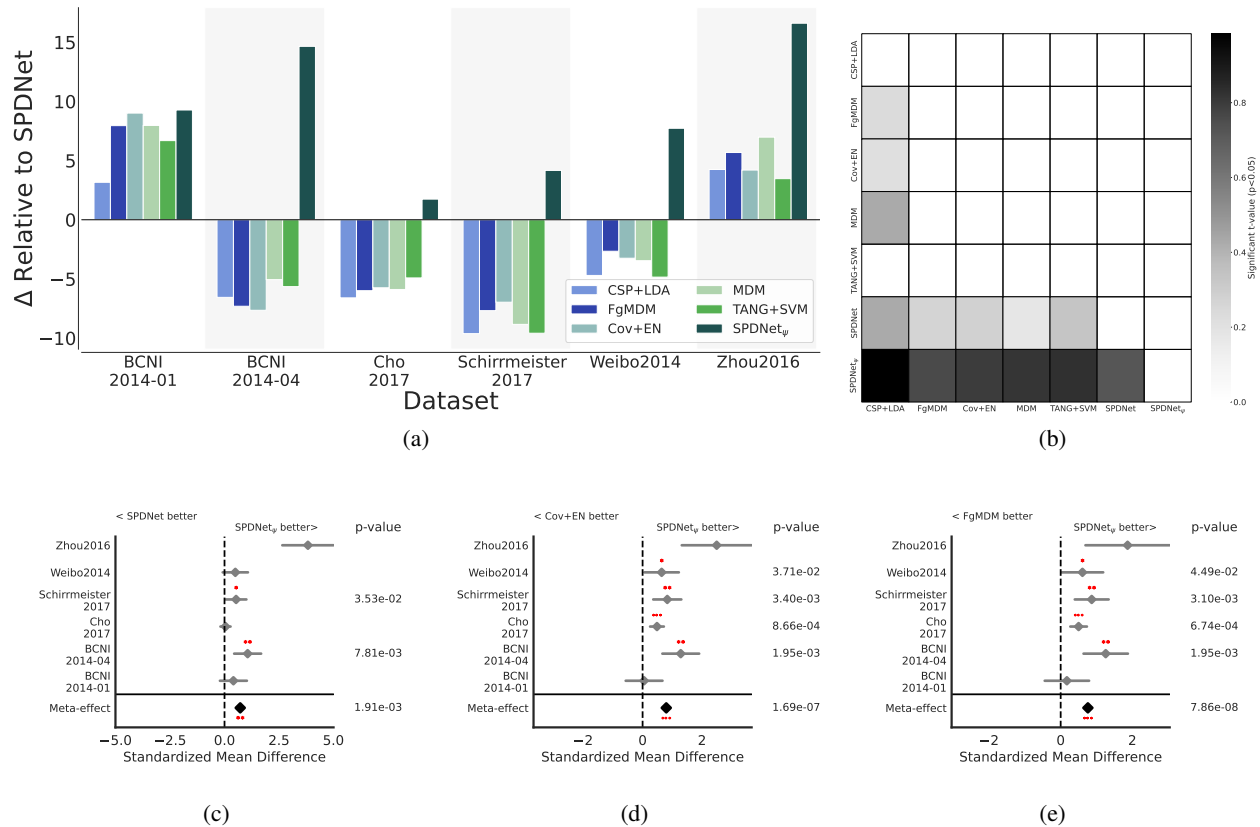 15
10
5
0
−5
−10
Δ Relative to SPDNet
CSP+LDA
FgMDM
Cov+EN
MDM
TANG+SVM
SPDNetψ
BCNI
2014-01
BCNI
2014-04
Cho
2017
Schirrmeister
2017
Weibo2014
Zhou2016
Dataset
(a)
CSP+LDA
FgMDM
Cov+EN
MDM
TANG+SVM
SPDNet
SPDNetψ
CSP+LDA FgMDM Cov+EN MDM TANG+SVM SPDNet SPDNetψ
0.8
0.6
0.4
0.2
0.0
Significant t-value (p<0.05)
(b)
< SPDNet better
SPDNetψ better>
p-value
Zhou2016
Weibo2014
Schirrmeister
2017
3.53e-02
Cho
2017
BCNI
2014-04
7.81e-03
BCNI
2014-01
Meta-effect
1.91e-03
−5.0 −2.5 0.0 2.5 5.0
Standardized Mean Difference
(c)
< Cov+EN better
SPDNetψ better>
p-value
Zhou2016
Weibo2014
3.71e-02
Schirrmeister
2017
3.40e-03
Cho
2017
8.66e-04
BCNI
2014-04
1.95e-03
BCNI
2014-01
Meta-effect
1.69e-07
−2 0 2
Standardized Mean Difference
(d)
< FgMDM better
SPDNetψ better>
p-value
Zhou2016
Weibo2014
4.49e-02
Schirrmeister
2017
3.10e-03
Cho
2017
6.74e-04
BCNI
2014-04
1.95e-03
BCNI
2014-01
Meta-effect
7.86e-08
−2 0 2
Standardized Mean Difference
(e)